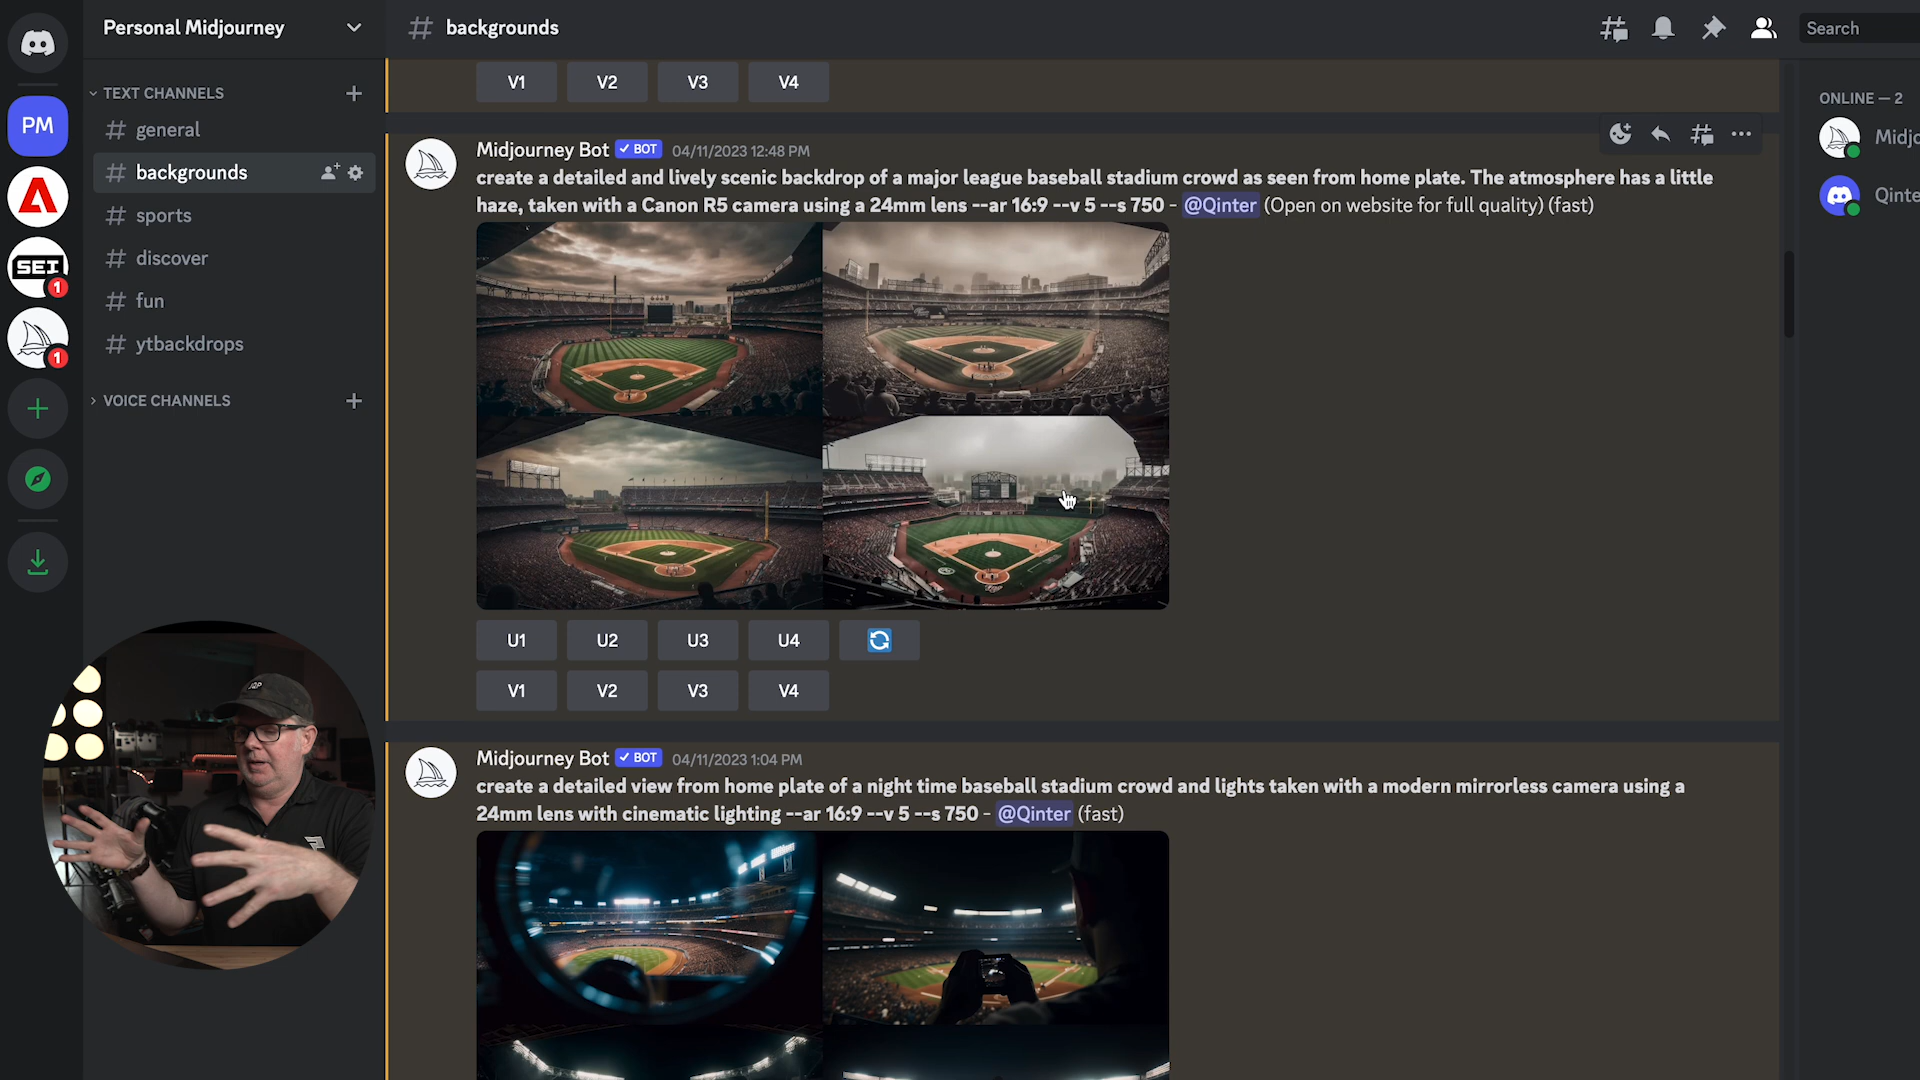 Personal Midjourney
backgrounds
Search
PM
TEXT CHANNELS
general
backgrounds
sports
discover
fun
ytbackdrops
VOICE CHANNELS
SEI
1
1
V1 V2 V3 V4
Midjourney Bot BOT 04/11/2023 12:48 PM
create a detailed and lively scenic backdrop of a major league baseball stadium crowd as seen from home plate. The atmosphere has a little
haze, taken with a Canon R5 camera using a 24mm lens --ar 16:9 --v 5 --s 750 - @Qinter (Open on website for full quality) (fast)
U1 U2 U3 U4
V1 V2 V3 V4
Midjourney Bot BOT 04/11/2023 1:04 PM
create a detailed view from home plate of a night time baseball stadium crowd and lights taken with a modern mirrorless camera using a
24mm lens with cinematic lighting --ar 16:9 --v 5 --s 750 - @Qinter (fast)
ONLINE — 2
Midjo
Qinte